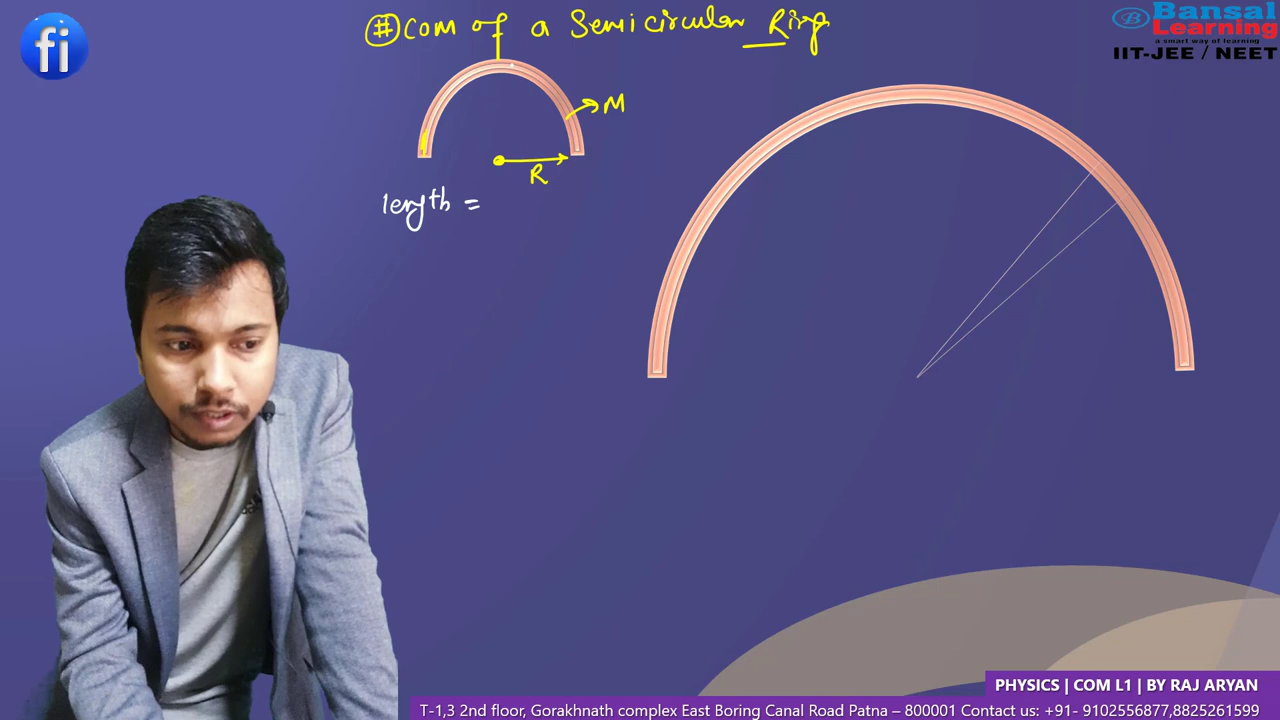 fi
# Com of a Semicircular Ring
Bansal
Learning
a smart way of learning
IIT-JEE / NEET
M
R
length =
PHYSICS | COM L1 | BY RAJ ARYAN
T-1,3 2nd floor, Gorakhnath complex East Boring Canal Road Patna – 800001 Contact us: +91- 9102556877,8825261599